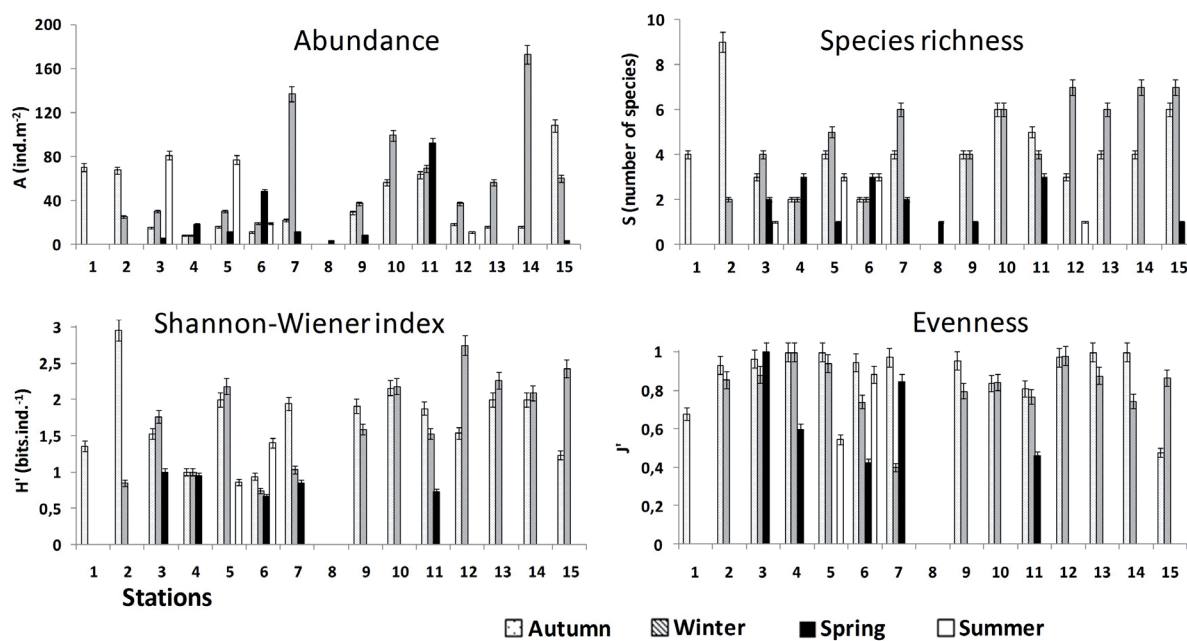 Abundance
A (ind.m-2)
200
160
120
80
40
0
1 2 3 4 5 6 7 8 9 10 11 12 13 14 15
Species richness
S (number of species)
10
8
6
4
2
0
1 2 3 4 5 6 7 8 9 10 11 12 13 14 15
Shannon-Wiener index
H' (bits.ind.-1)
3
2,5
2
1,5
1
0,5
0
1 2 3 4 5 6 7 8 9 10 11 12 13 14 15
Stations
Evenness
J'
1
0,8
0,6
0,4
0,2
0
1 2 3 4 5 6 7 8 9 10 11 12 13 14 15
Autumn Winter Spring Summer